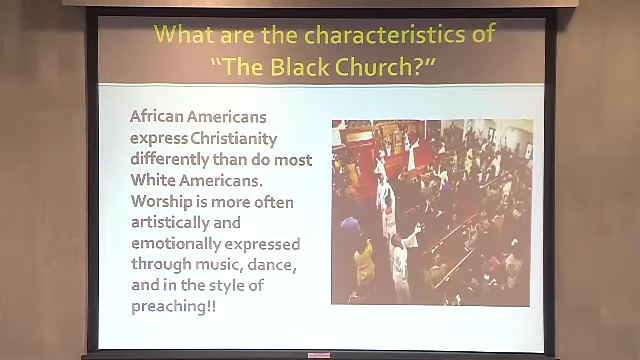 What are the characteristics of
“The Black Church?”
African Americans
express Christianity
differently than do most
White Americans.
Worship is more often
artistically and
emotionally expressed
through music, dance,
and in the style of
preaching!!